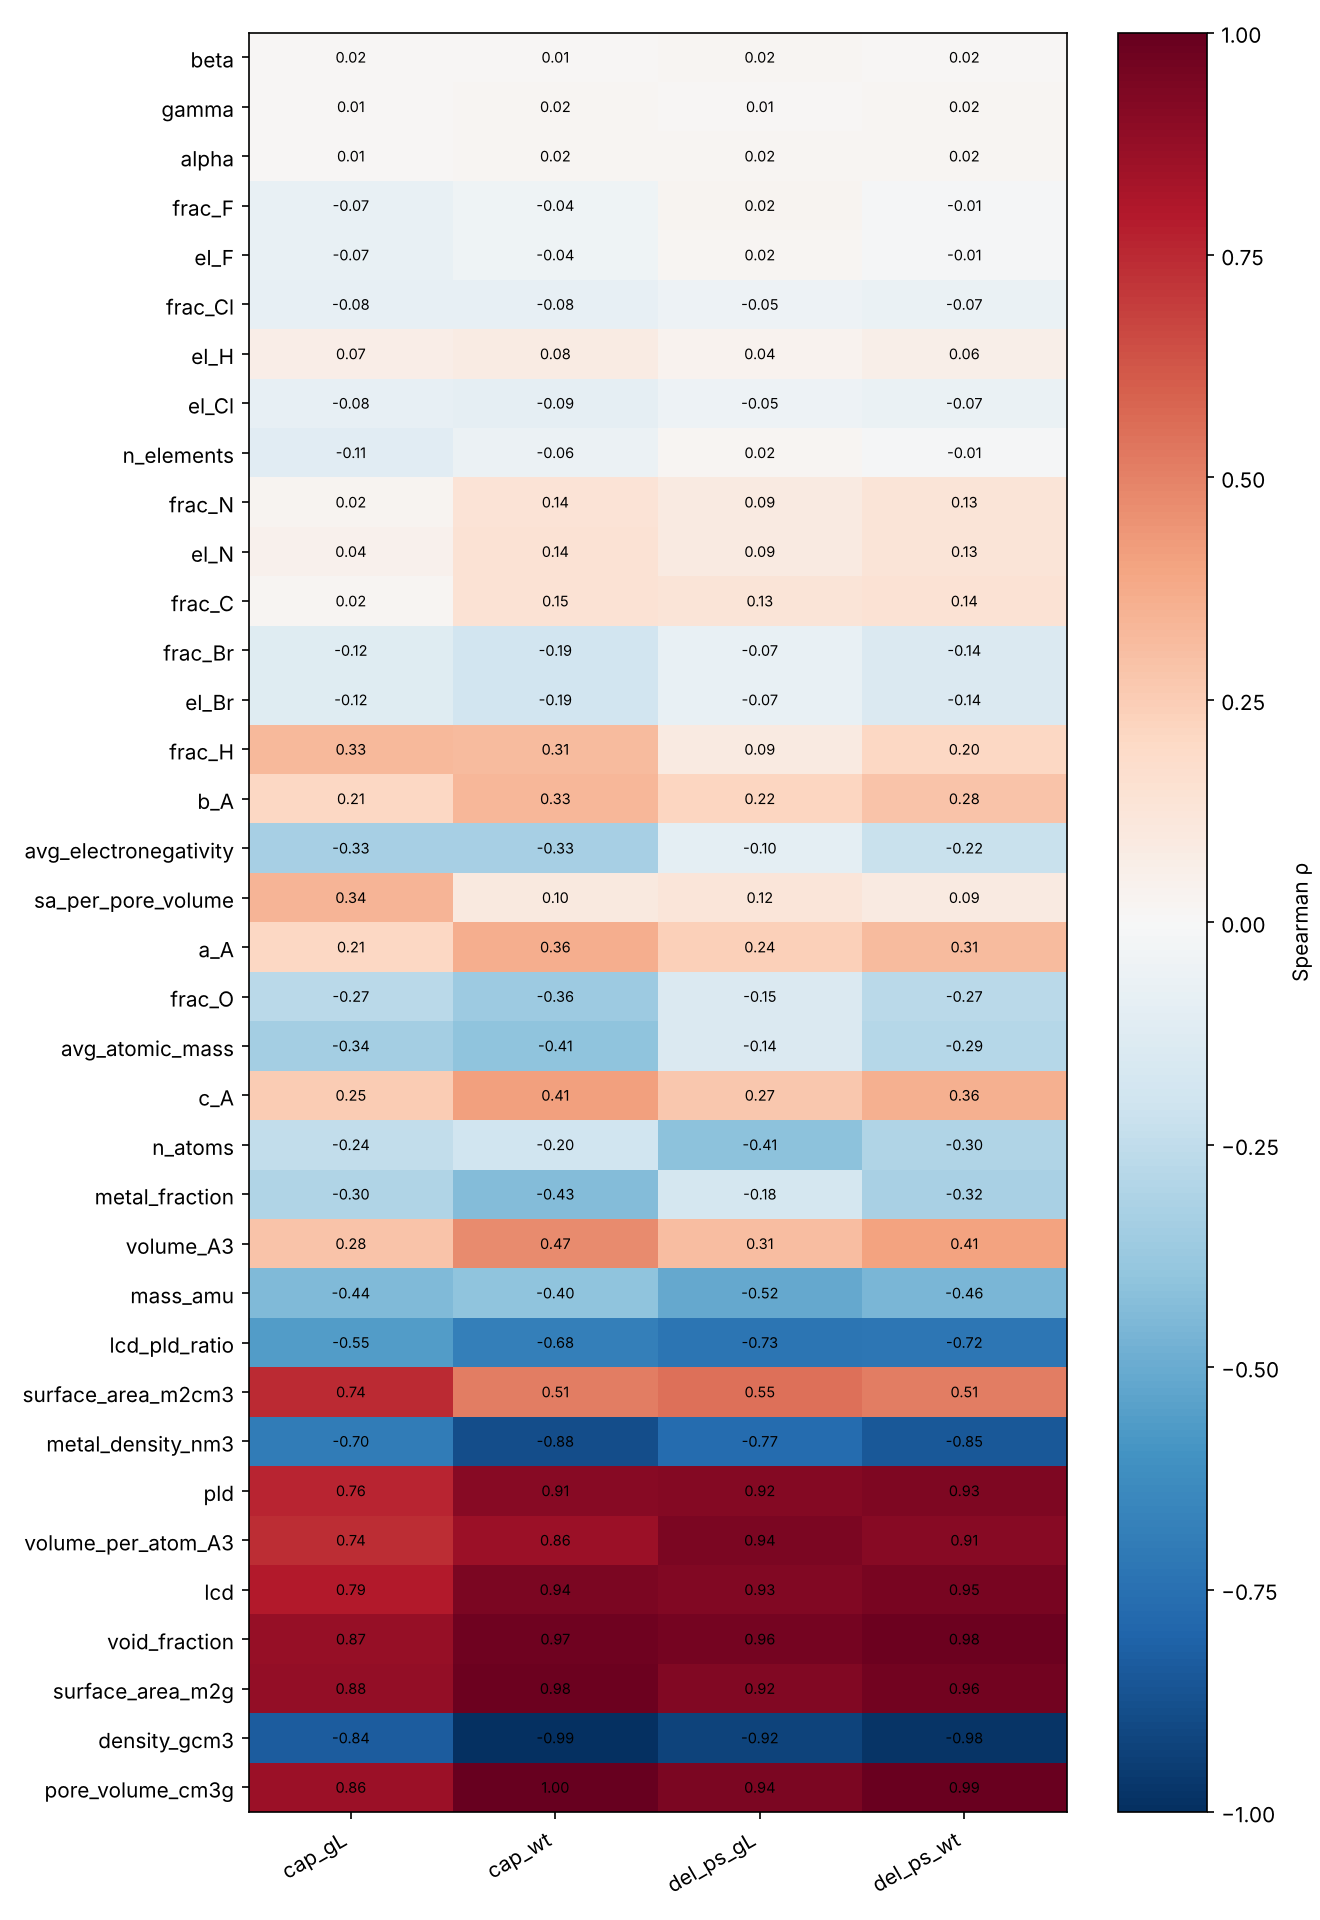 beta 0.02 0.01 0.02 0.02
gamma 0.01 0.02 0.01 0.02
alpha 0.01 0.02 0.02 0.02
frac_F -0.07 -0.04 0.02 -0.01
el_F -0.07 -0.04 0.02 -0.01
frac_Cl -0.08 -0.08 -0.05 -0.07
el_H 0.07 0.08 0.04 0.06
el_Cl -0.08 -0.09 -0.05 -0.07
n_elements -0.11 -0.06 0.02 -0.01
frac_N 0.02 0.14 0.09 0.13
el_N 0.04 0.14 0.09 0.13
frac_C 0.02 0.15 0.13 0.14
frac_Br -0.12 -0.19 -0.07 -0.14
el_Br -0.12 -0.19 -0.07 -0.14
frac_H 0.33 0.31 0.09 0.20
b_A 0.21 0.33 0.22 0.28
avg_electronegativity -0.33 -0.33 -0.10 -0.22
sa_per_pore_volume 0.34 0.10 0.12 0.09
a_A 0.21 0.36 0.24 0.31
frac_O -0.27 -0.36 -0.15 -0.27
avg_atomic_mass -0.34 -0.41 -0.14 -0.29
c_A 0.25 0.41 0.27 0.36
n_atoms -0.24 -0.20 -0.41 -0.30
metal_fraction -0.30 -0.43 -0.18 -0.32
volume_A3 0.28 0.47 0.31 0.41
mass_amu -0.44 -0.40 -0.52 -0.46
lcd_pld_ratio -0.55 -0.68 -0.73 -0.72
surface_area_m2cm3 0.74 0.51 0.55 0.51
metal_density_nm3 -0.70 -0.88 -0.77 -0.85
pld 0.76 0.91 0.92 0.93
volume_per_atom_A3 0.74 0.86 0.94 0.91
lcd 0.79 0.94 0.93 0.95
void_fraction 0.87 0.97 0.96 0.98
surface_area_m2g 0.88 0.98 0.92 0.96
density_gcm3 -0.84 -0.99 -0.92 -0.98
pore_volume_cm3g 0.86 1.00 0.94 0.99
cap_gL cap_wt del_ps_gL del_ps_wt
1.00
0.75
0.50
0.25
0.00
−0.25
−0.50
−0.75
−1.00
Spearman ρ